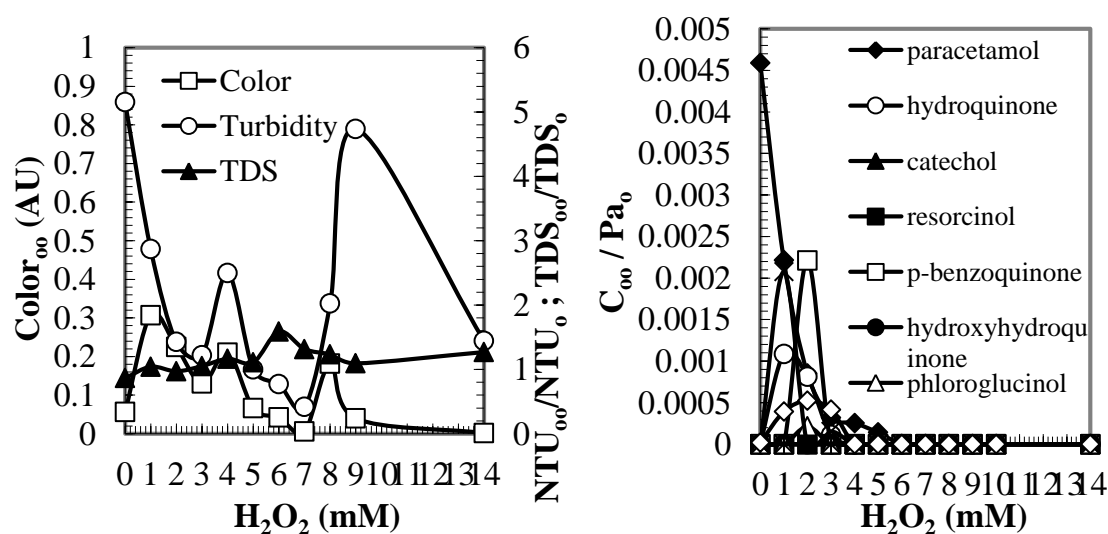 1
0.9
0.8
0.7
0.6
0.5
0.4
0.3
0.2
0.1
0
Color
Turbidity
TDS
6
5
4
3
2
1
0
Color₀₀ (AU)
NTU₀₀/NTU₀ ; TDS₀₀/TDS₀
0 1 2 3 4 5 6 7 8 9 10 11 12 13 14
H₂O₂ (mM)
0.005
0.0045
0.004
0.0035
0.003
0.0025
0.002
0.0015
0.001
0.0005
0
C₀₀ / Pa₀
paracetamol
hydroquinone
catechol
resorcinol
p-benzoquinone
hydroxyhydroqu
inone
phloroglucinol
0 1 2 3 4 5 6 7 8 9 10 11 12 13 14
H₂O₂ (mM)